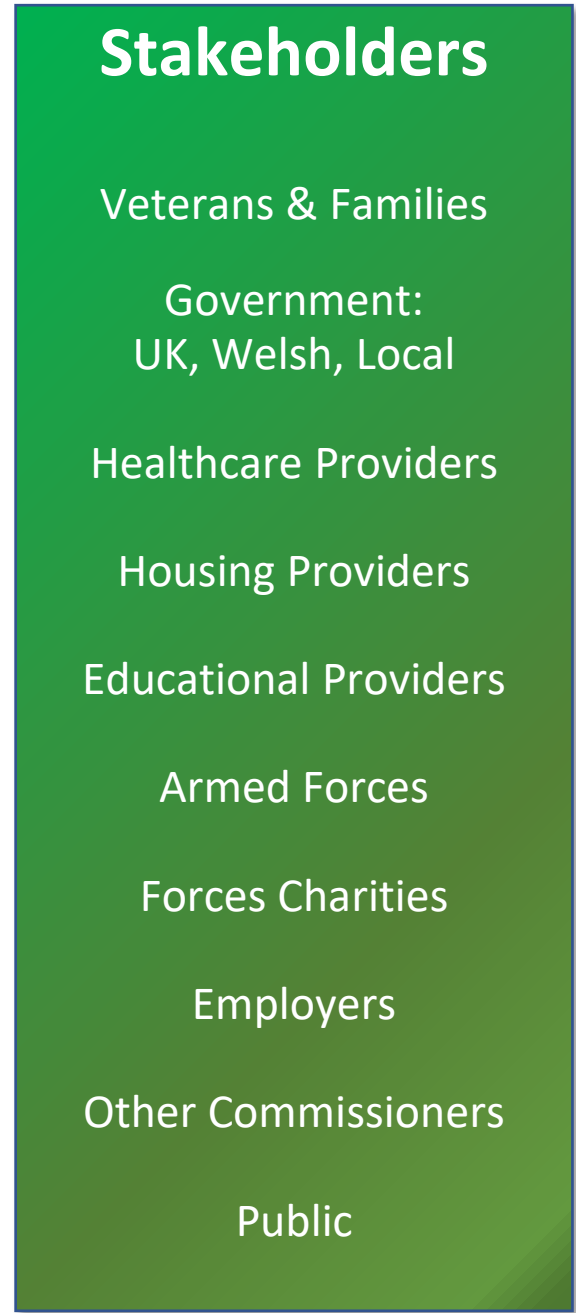 Stakeholders
Veterans & Families
Government:
UK, Welsh, Local
Healthcare Providers
Housing Providers
Educational Providers
Armed Forces
Forces Charities
Employers
Other Commissioners
Public